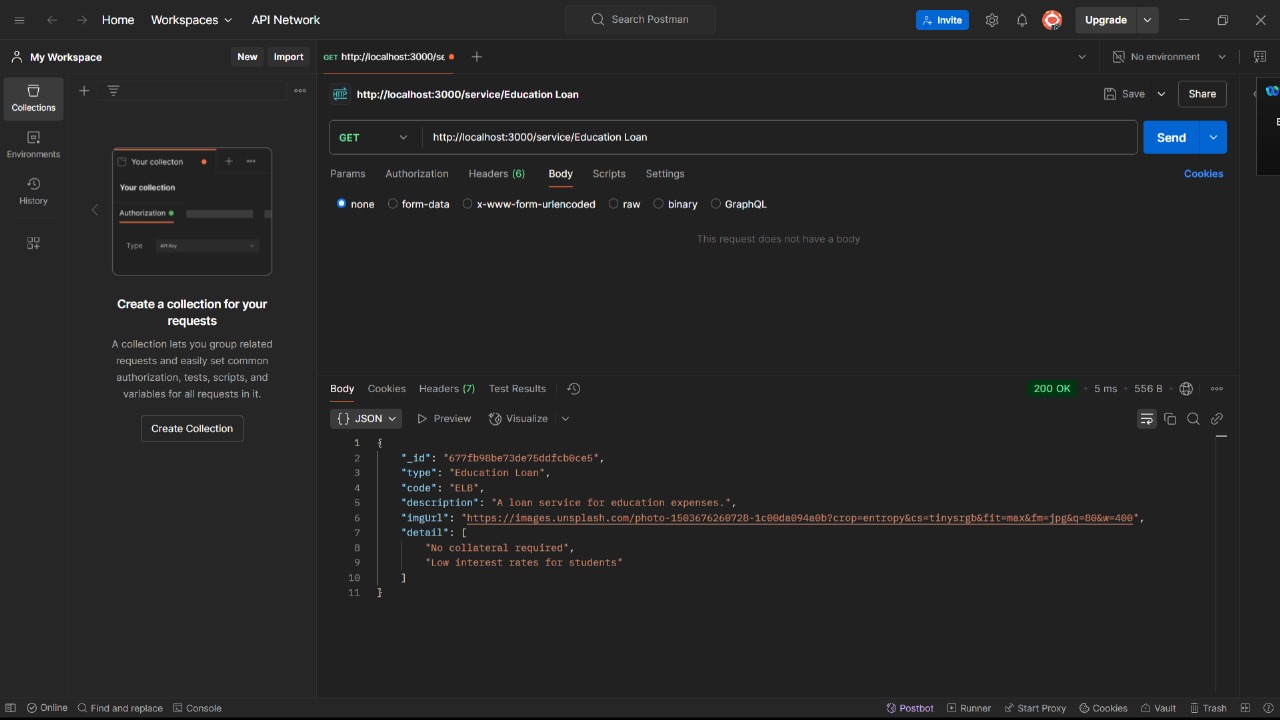 Home Workspaces API Network Search Postman Invite Upgrade
My Workspace New Import GET http://localhost:3000/se No environment
Collections
Environments
History
Your collecton
Your collection
Authorization
Type API Key
Create a collection for your
requests
A collection lets you group related
requests and easily set common
authorization, tests, scripts, and
variables for all requests in it.
Create Collection
HTTP http://localhost:3000/service/Education Loan Save Share
GET http://localhost:3000/service/Education Loan Send
Params Authorization Headers (6) Body Scripts Settings Cookies
none form-data x-www-form-urlencoded raw binary GraphQL
This request does not have a body
Body Cookies Headers (7) Test Results 200 OK 5 ms 556 B
{} JSON Preview Visualize
1 {
2 "_id": "677fb98be73de75ddfcb0ce5",
3 "type": "Education Loan",
4 "code": "ELB",
5 "description": "A loan service for education expenses.",
6 "imgUrl": "https://images.unsplash.com/photo-1503676260728-1c00da094a0b?crop=entropy&cs=tinysrgb&fit=max&fm=jpg&q=80&w=400",
7 "detail": [
8 "No collateral required",
9 "Low interest rates for students"
10 ]
11 }
Online Find and replace Console Postbot Runner Start Proxy Cookies Vault Trash